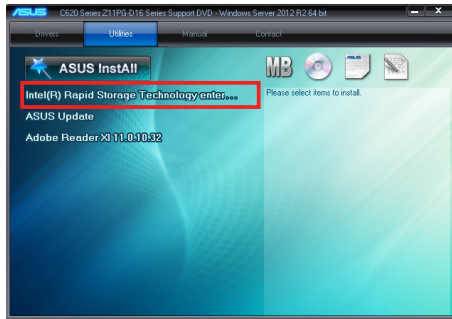 ASUS C620 Series Z11PG-D16 Series Support DVD - Windows Server 2012 R2 64 bit
Drivers Utilities Manual Contact
ASUS InstAll
MB
Intel(R) Rapid Storage Technology enter...
Please select items to install.
ASUS Update
Adobe Reader XI 11.0.10.32